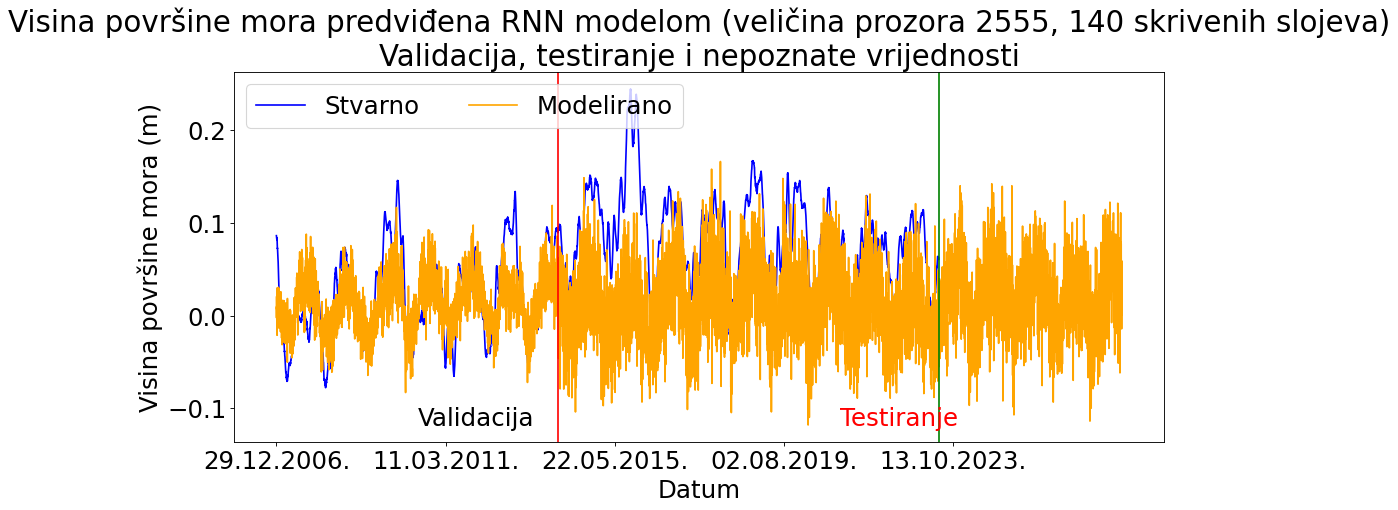 Visina površine mora predviđena RNN modelom (veličina prozora 2555, 140 skrivenih slojeva)
Validacija, testiranje i nepoznate vrijednosti
Stvarno
Modelirano
Visina površine mora (m)
0.2
0.1
0.0
−0.1
Validacija
Testiranje
29.12.2006.
11.03.2011.
22.05.2015.
02.08.2019.
13.10.2023.
Datum